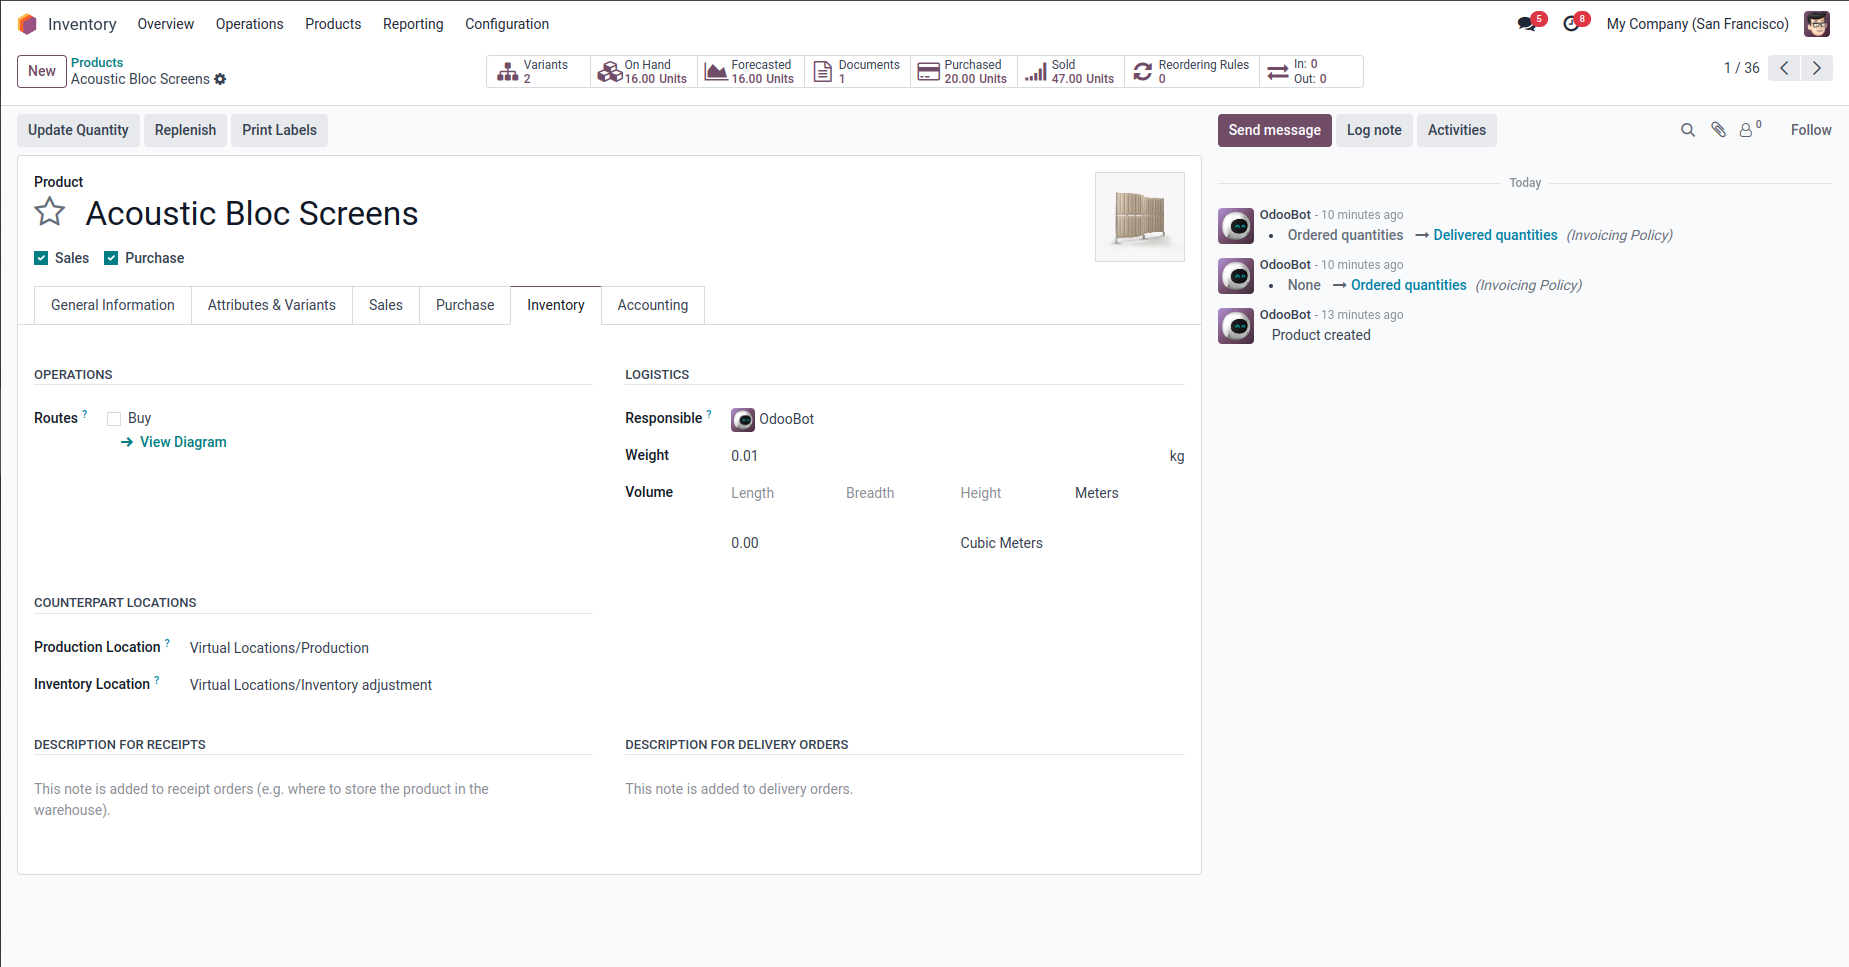 Inventory Overview Operations Products Reporting Configuration 5 8 My Company (San Francisco)
New Products
Acoustic Bloc Screens
Variants 2
On Hand 16.00 Units
Forecasted 16.00 Units
Documents 1
Purchased 20.00 Units
Sold 47.00 Units
Reordering Rules 0
In: 0
Out: 0
1 / 36
Update Quantity Replenish Print Labels
Send message Log note Activities 0 Follow
Product
Acoustic Bloc Screens
Sales Purchase
General Information Attributes & Variants Sales Purchase Inventory Accounting
OPERATIONS
Routes ? Buy
→ View Diagram
LOGISTICS
Responsible ? OdooBot
Weight 0.01 kg
Volume Length Breadth Height Meters
0.00 Cubic Meters
COUNTERPART LOCATIONS
Production Location ? Virtual Locations/Production
Inventory Location ? Virtual Locations/Inventory adjustment
DESCRIPTION FOR RECEIPTS
This note is added to receipt orders (e.g. where to store the product in the
warehouse).
DESCRIPTION FOR DELIVERY ORDERS
This note is added to delivery orders.
Today
OdooBot - 10 minutes ago
• Ordered quantities → Delivered quantities (Invoicing Policy)
OdooBot - 10 minutes ago
• None → Ordered quantities (Invoicing Policy)
OdooBot - 13 minutes ago
Product created